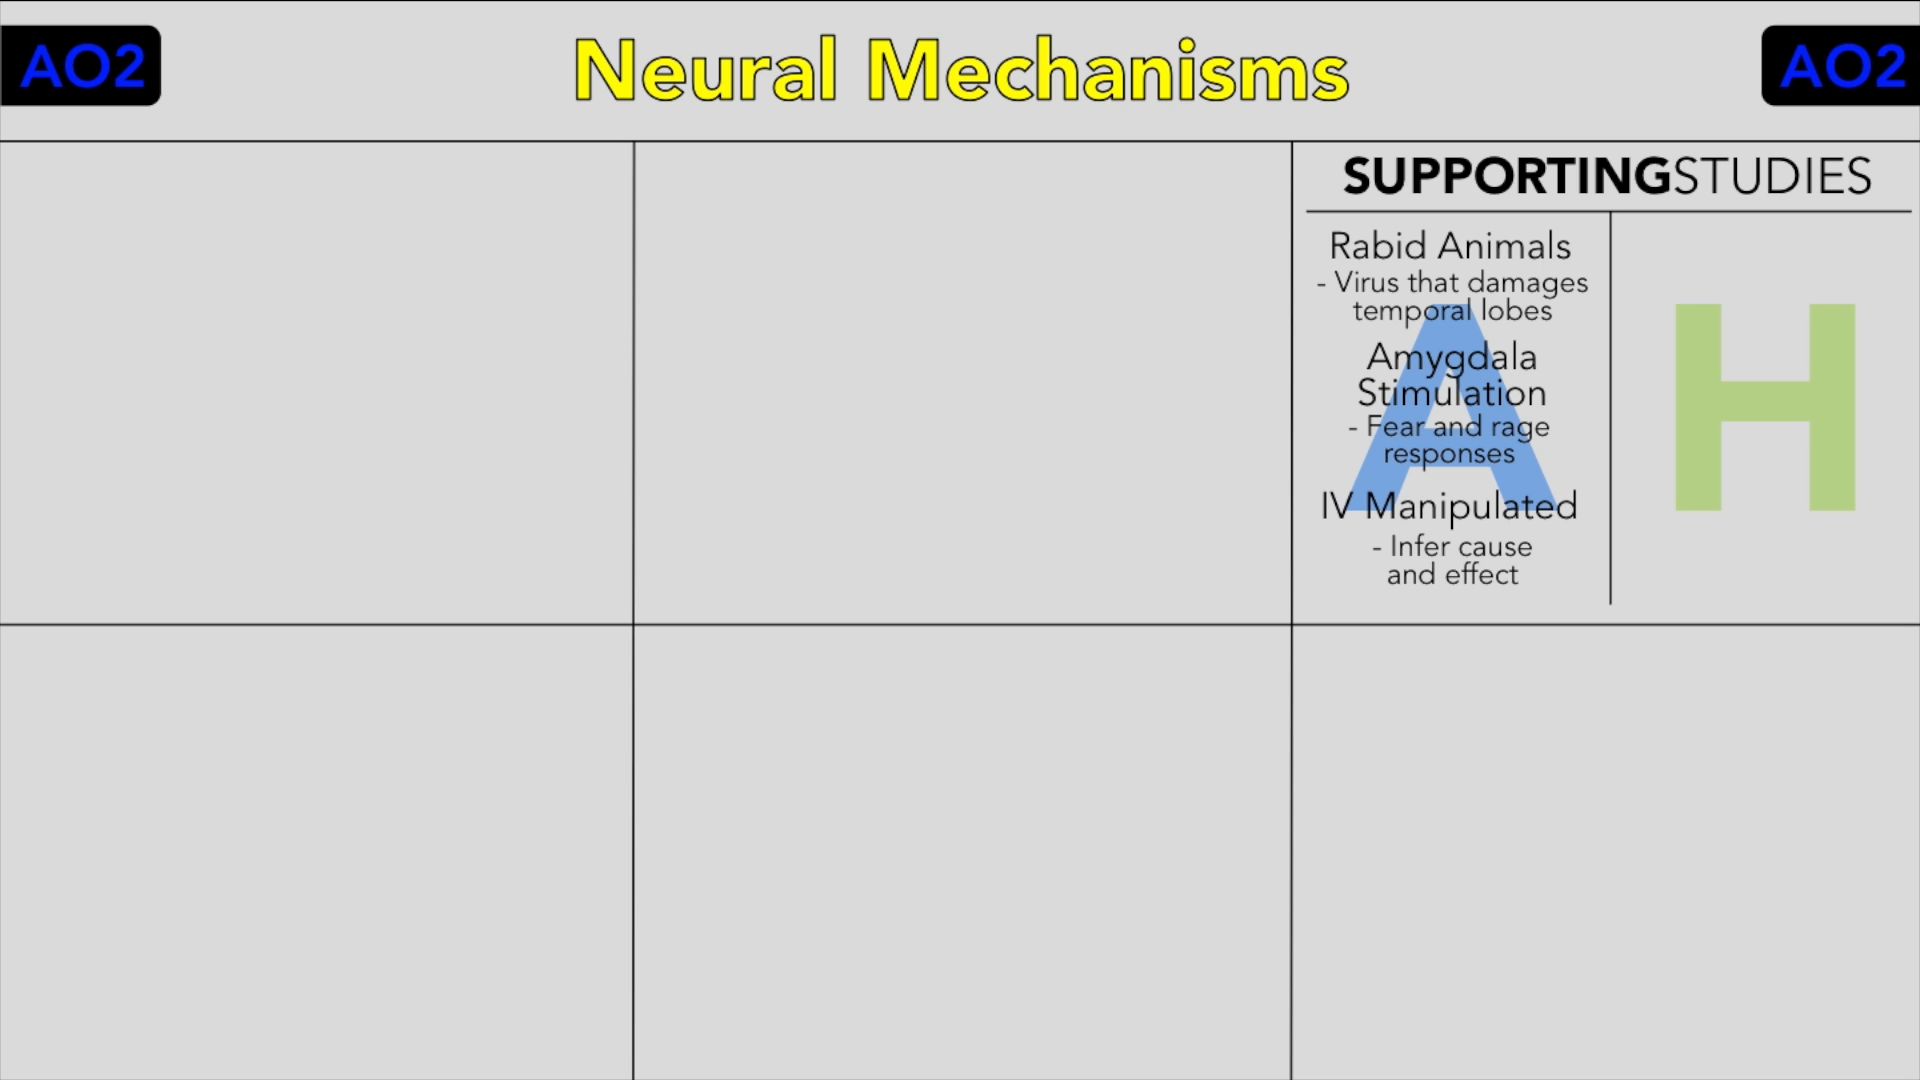 AO2
Neural Mechanisms
AO2
SUPPORTINGSTUDIES
Rabid Animals
- Virus that damages
temporal lobes
Amygdala
Stimulation
- Fear and rage
responses
IV Manipulated
- Infer cause
and effect
A
H